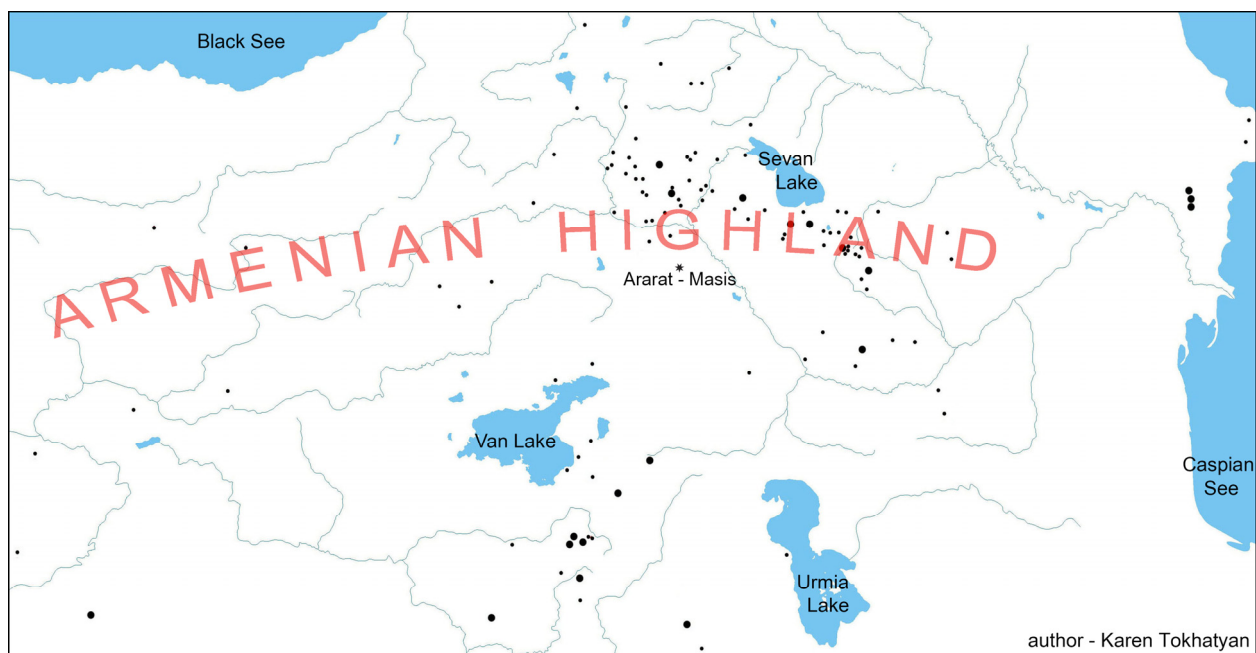 Black See
Sevan
Lake
ARMENIAN HIGHLAND
Ararat - Masis
Van Lake
Caspian
See
Urmia
Lake
author - Karen Tokhatyan